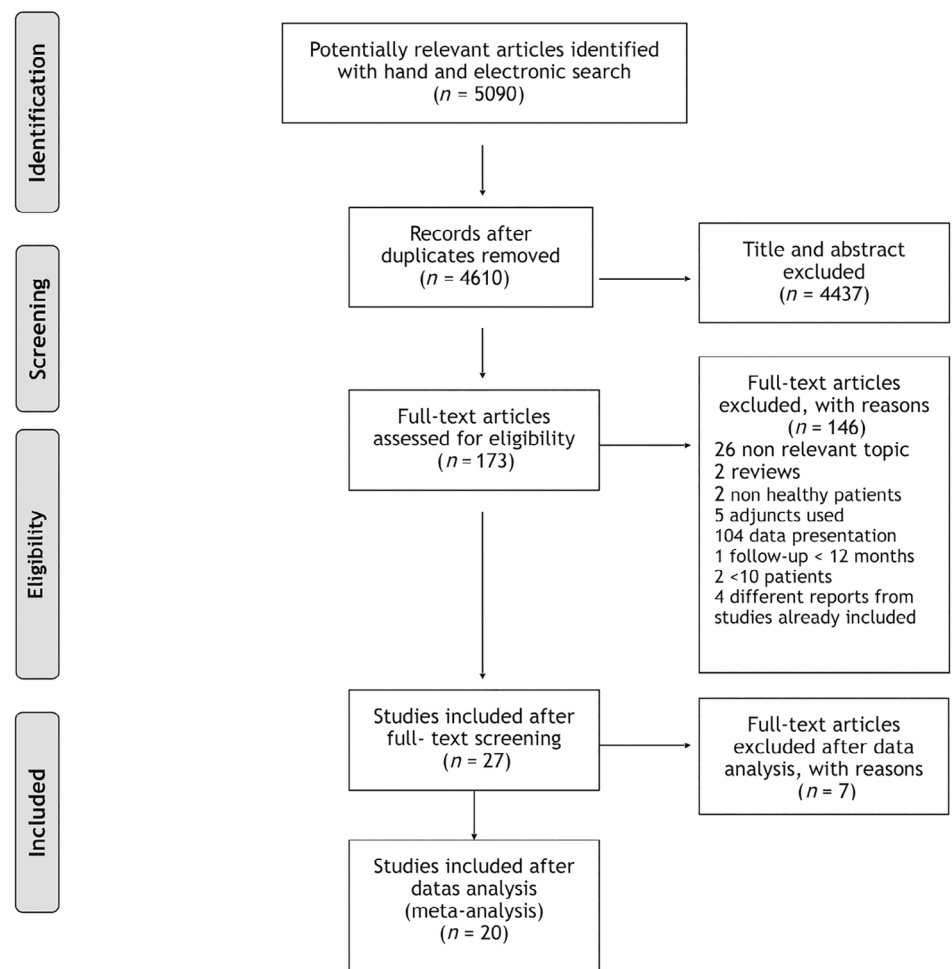 Identification
Potentially relevant articles identified
with hand and electronic search
(n = 5090)
Screening
Records after
duplicates removed
(n = 4610)
Title and abstract
excluded
(n = 4437)
Full-text articles
assessed for eligibility
(n = 173)
Full-text articles
excluded, with reasons
(n = 146)
26 non relevant topic
2 reviews
2 non healthy patients
5 adjuncts used
104 data presentation
1 follow-up < 12 months
2 <10 patients
4 different reports from
studies already included
Eligibility
Studies included after
full- text screening
(n = 27)
Full-text articles
excluded after data
analysis, with reasons
(n = 7)
Included
Studies included after
datas analysis
(meta-analysis)
(n = 20)